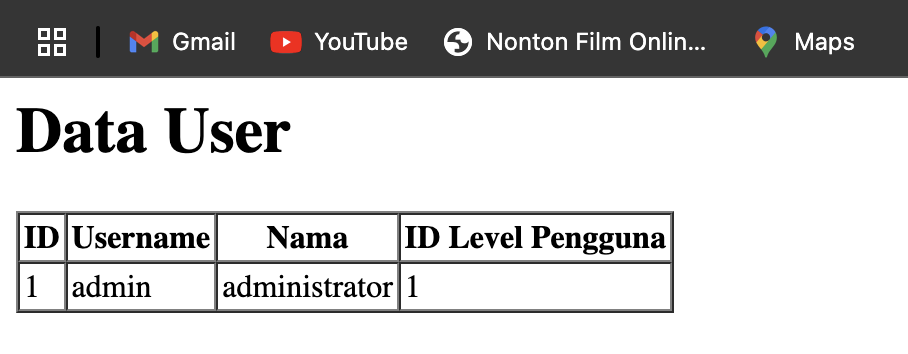 Gmail YouTube Nonton Film Onlin... Maps
Data User
ID Username Nama ID Level Pengguna
1 admin administrator 1